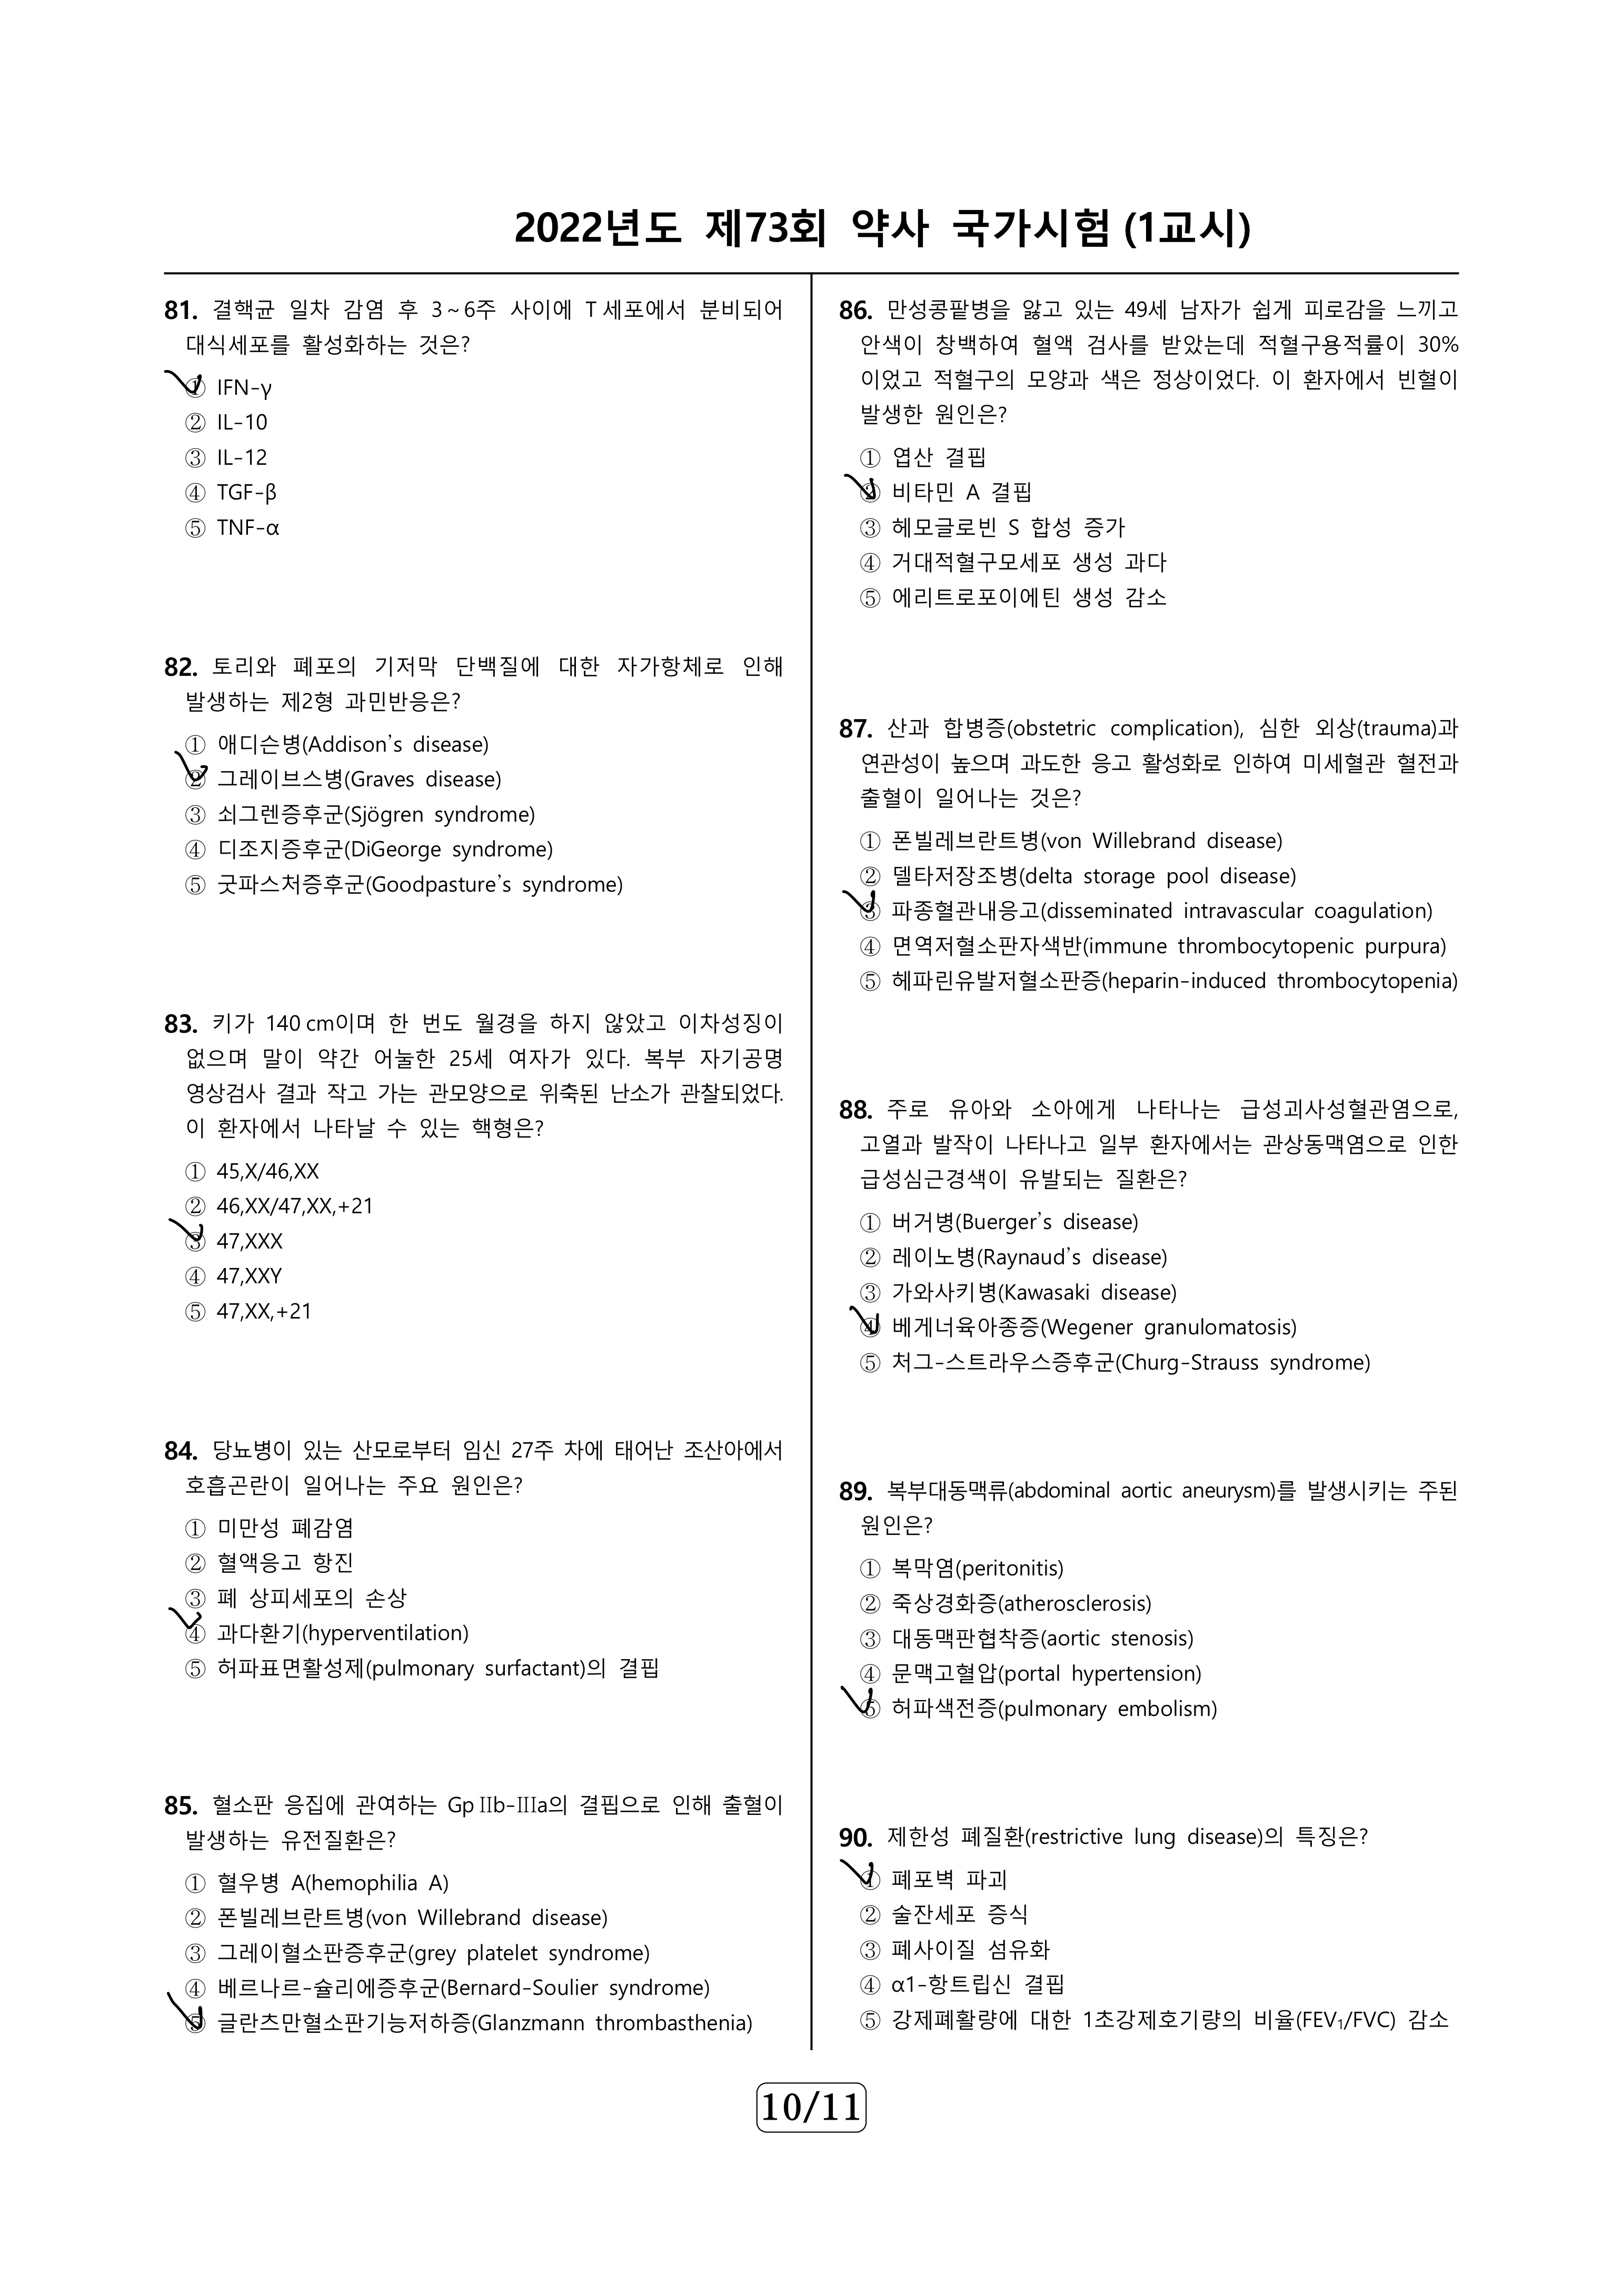 2022년도 제73회 약사 국가시험 (1교시)
81. 결핵균 일차 감염 후 3~6주 사이에 T세포에서 분비되어
대식세포를 활성화하는 것은?
① IFN-γ
② IL-10
③ IL-12
④ TGF-β
⑤ TNF-α
82. 토리와 폐포의 기저막 단백질에 대한 자가항체로 인해
발생하는 제2형 과민반응은?
① 애디슨병(Addison's disease)
② 그레이브스병(Graves disease)
③ 쇠그렌증후군(Sjögren syndrome)
④ 디조지증후군(DiGeorge syndrome)
⑤ 굿파스처증후군(Goodpasture's syndrome)
83. 키가 140 cm이며 한 번도 월경을 하지 않았고 이차성징이
없으며 말이 약간 어눌한 25세 여자가 있다. 복부 자기공명
영상검사 결과 작고 가는 관모양으로 위축된 난소가 관찰되었다.
이 환자에서 나타날 수 있는 핵형은?
① 45,X/46,XX
② 46,XX/47,XX,+21
③ 47,XXX
④ 47,XXY
⑤ 47,XX,+21
84. 당뇨병이 있는 산모로부터 임신 27주 차에 태어난 조산아에서
호흡곤란이 일어나는 주요 원인은?
① 미만성 폐감염
② 혈액응고 항진
③ 폐 상피세포의 손상
④ 과다환기(hyperventilation)
⑤ 허파표면활성제(pulmonary surfactant)의 결핍
85. 혈소판 응집에 관여하는 Gp IIb-IIIa의 결핍으로 인해 출혈이
발생하는 유전질환은?
① 혈우병 A(hemophilia A)
② 폰빌레브란트병(von Willebrand disease)
③ 그레이혈소판증후군(grey platelet syndrome)
④ 베르나르-슐리에증후군(Bernard-Soulier syndrome)
⑤ 글란츠만혈소판기능저하증(Glanzmann thrombasthenia)
86. 만성콩팥병을 앓고 있는 49세 남자가 쉽게 피로감을 느끼고
안색이 창백하여 혈액 검사를 받았는데 적혈구용적률이 30%
이었고 적혈구의 모양과 색은 정상이었다. 이 환자에서 빈혈이
발생한 원인은?
① 엽산 결핍
② 비타민 A 결핍
③ 헤모글로빈 S 합성 증가
④ 거대적혈구모세포 생성 과다
⑤ 에리트로포이에틴 생성 감소
87. 산과 합병증(obstetric complication), 심한 외상(trauma)과
연관성이 높으며 과도한 응고 활성화로 인하여 미세혈관 혈전과
출혈이 일어나는 것은?
① 폰빌레브란트병(von Willebrand disease)
② 델타저장조병(delta storage pool disease)
③ 파종혈관내응고(disseminated intravascular coagulation)
④ 면역저혈소판자색반(immune thrombocytopenic purpura)
⑤ 헤파린유발저혈소판증(heparin-induced thrombocytopenia)
88. 주로 유아와 소아에게 나타나는 급성괴사성혈관염으로,
고열과 발작이 나타나고 일부 환자에서는 관상동맥염으로 인한
급성심근경색이 유발되는 질환은?
① 버거병(Buerger's disease)
② 레이노병(Raynaud's disease)
③ 가와사키병(Kawasaki disease)
④ 베게너육아종증(Wegener granulomatosis)
⑤ 처그-스트라우스증후군(Churg-Strauss syndrome)
89. 복부대동맥류(abdominal aortic aneurysm)를 발생시키는 주된
원인은?
① 복막염(peritonitis)
② 죽상경화증(atherosclerosis)
③ 대동맥판협착증(aortic stenosis)
④ 문맥고혈압(portal hypertension)
⑤ 허파색전증(pulmonary embolism)
90. 제한성 폐질환(restrictive lung disease)의 특징은?
① 폐포벽 파괴
② 술잔세포 증식
③ 폐사이질 섬유화
④ α1-항트립신 결핍
⑤ 강제폐활량에 대한 1초강제호기량의 비율(FEV₁/FVC) 감소
10/11